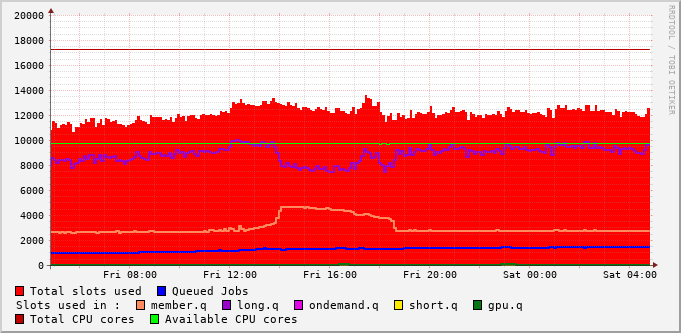 20000
18000
16000
14000
12000
10000
8000
6000
4000
2000
0
Fri 08:00 Fri 12:00 Fri 16:00 Fri 20:00 Sat 00:00 Sat 04:00
RRDTOOL / TOBI OETIKER
Total slots used Queued Jobs
Slots used in : member.q long.q ondemand.q short.q gpu.q
Total CPU cores Available CPU cores